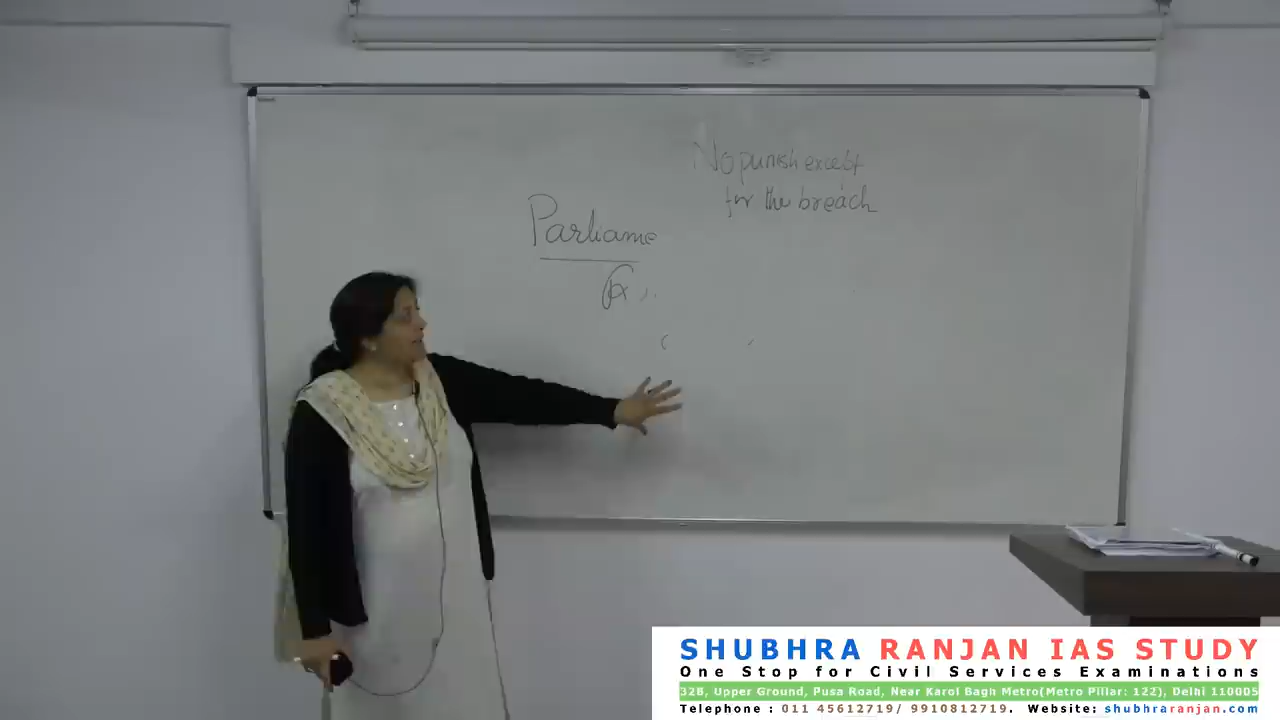 No punish except
for the breach
Parliame
SHUBHRA RANJAN IAS STUDY
One Stop for Civil Services Examinations
32B, Upper Ground, Pusa Road, Near Karol Bagh Metro(Metro Pillar: 122), Delhi 110005
Telephone : 011 45612719/ 9910812719. Website: shubhraranjan.com